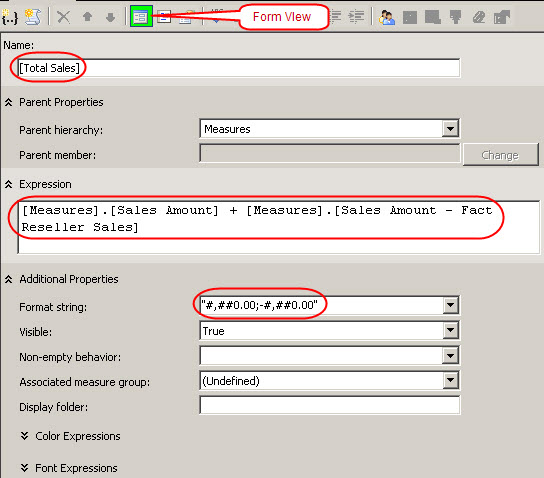 Form View
Name:
[Total Sales]
Parent Properties
Parent hierarchy:
Measures
Parent member:
Change
Expression
[Measures].[Sales Amount] + [Measures].[Sales Amount - Fact
Reseller Sales]
Additional Properties
Format string:
"#,##0.00;-#,##0.00"
Visible:
True
Non-empty behavior:
Associated measure group:
(Undefined)
Display folder:
Color Expressions
Font Expressions